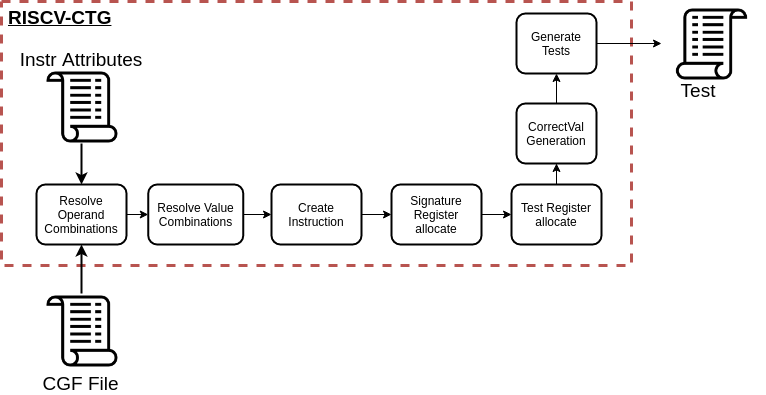 RISCV-CTG
Instr Attributes
Generate
Tests
Test
CorrectVal
Generation
Resolve
Operand
Combinations
Resolve Value
Combinations
Create
Instruction
Signature
Register
allocate
Test Register
allocate
CGF File